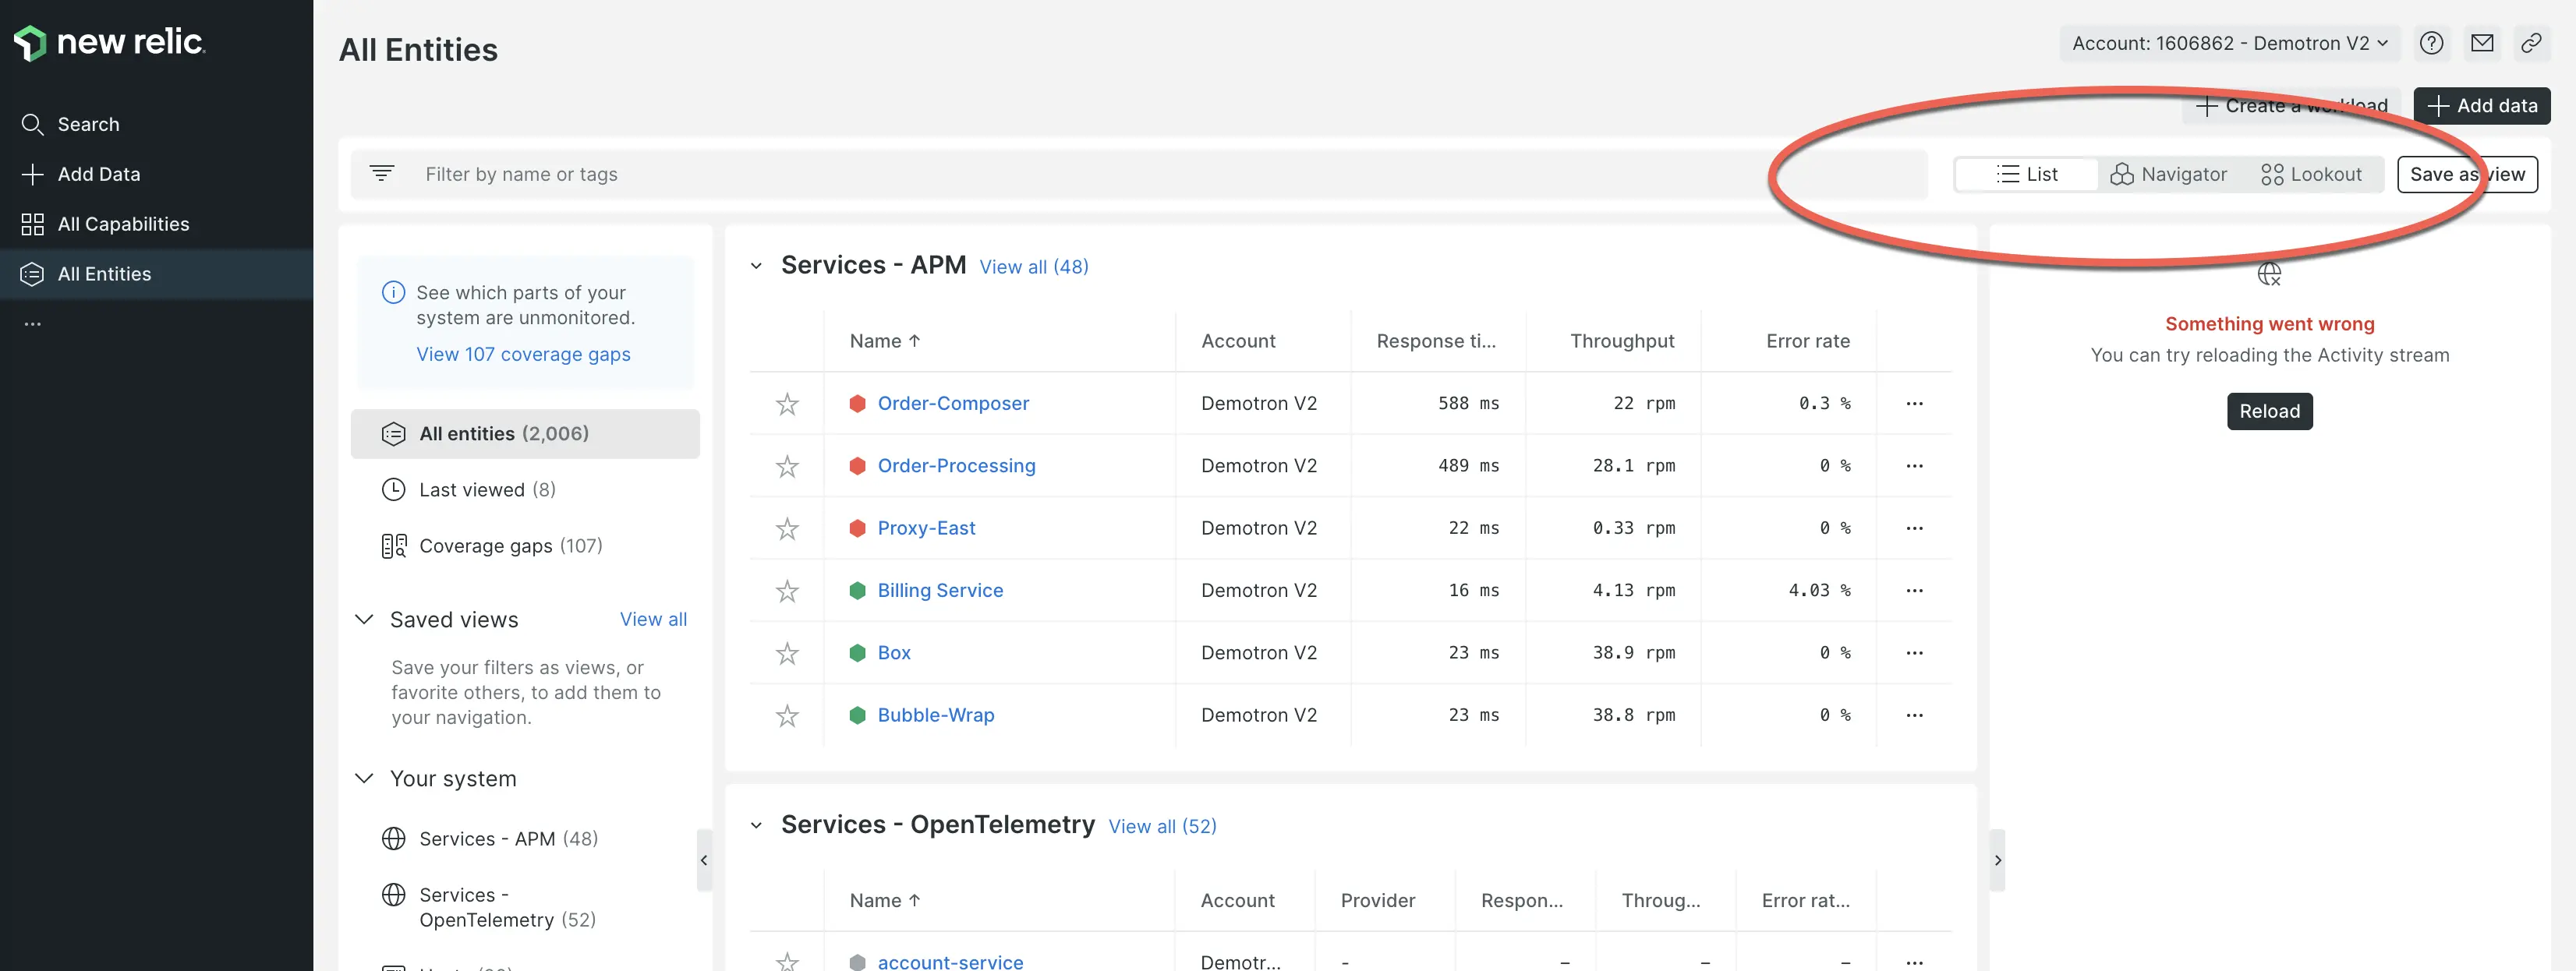 new relic.
Search
Add Data
All Capabilities
All Entities
All Entities
Account: 1606862 - Demotron V2
Create a workload
Add data
Filter by name or tags
List
Navigator
Lookout
Save as view
See which parts of your
system are unmonitored.
View 107 coverage gaps
All entities (2,006)
Last viewed (8)
Coverage gaps (107)
Saved views
View all
Save your filters as views, or
favorite others, to add them to
your navigation.
Your system
Services - APM (48)
Services -
OpenTelemetry (52)
Services - APM View all (48)
Name ↑ Account Response ti... Throughput Error rate
Order-Composer Demotron V2 588 ms 22 rpm 0.3 % ...
Order-Processing Demotron V2 489 ms 28.1 rpm 0 % ...
Proxy-East Demotron V2 22 ms 0.33 rpm 0 % ...
Billing Service Demotron V2 16 ms 4.13 rpm 4.03 % ...
Box Demotron V2 23 ms 38.9 rpm 0 % ...
Bubble-Wrap Demotron V2 23 ms 38.8 rpm 0 % ...
Services - OpenTelemetry View all (52)
Name ↑ Account Provider Respon... Throug... Error rat...
account-service Demotr... - - - - ...
Something went wrong
You can try reloading the Activity stream
Reload